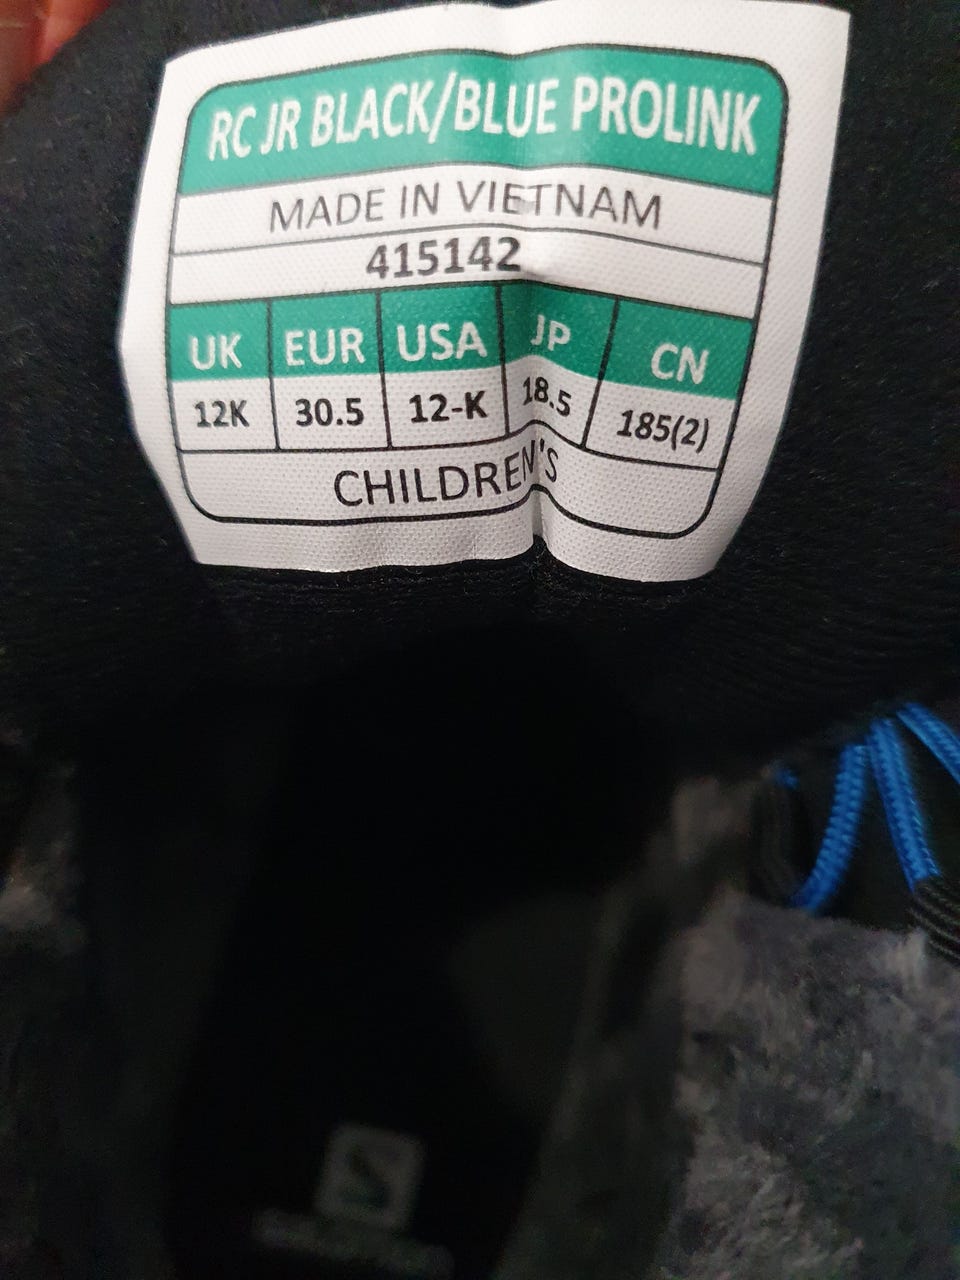 RC JR BLACK/BLUE PROLINK
MADE IN VIETNAM
415142
UK EUR USA JP CN
12K 30.5 12-K 18.5 185(2)
CHILDREN'S